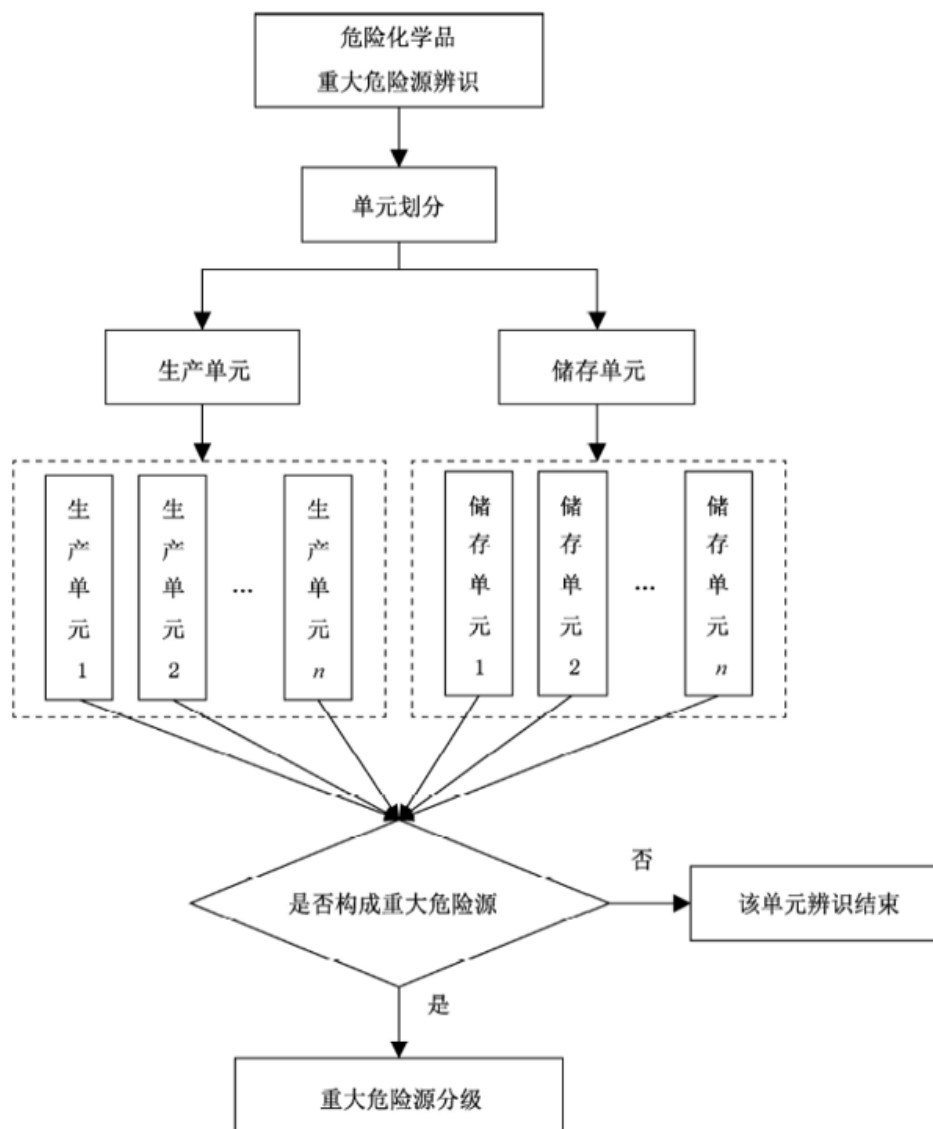 危险化学品
重大危险源辨识
单元划分
生产单元
储存单元
生产单元1
生产单元2
...
生产单元n
储存单元1
储存单元2
...
储存单元n
是否构成重大危险源
否
该单元辨识结束
是
重大危险源分级